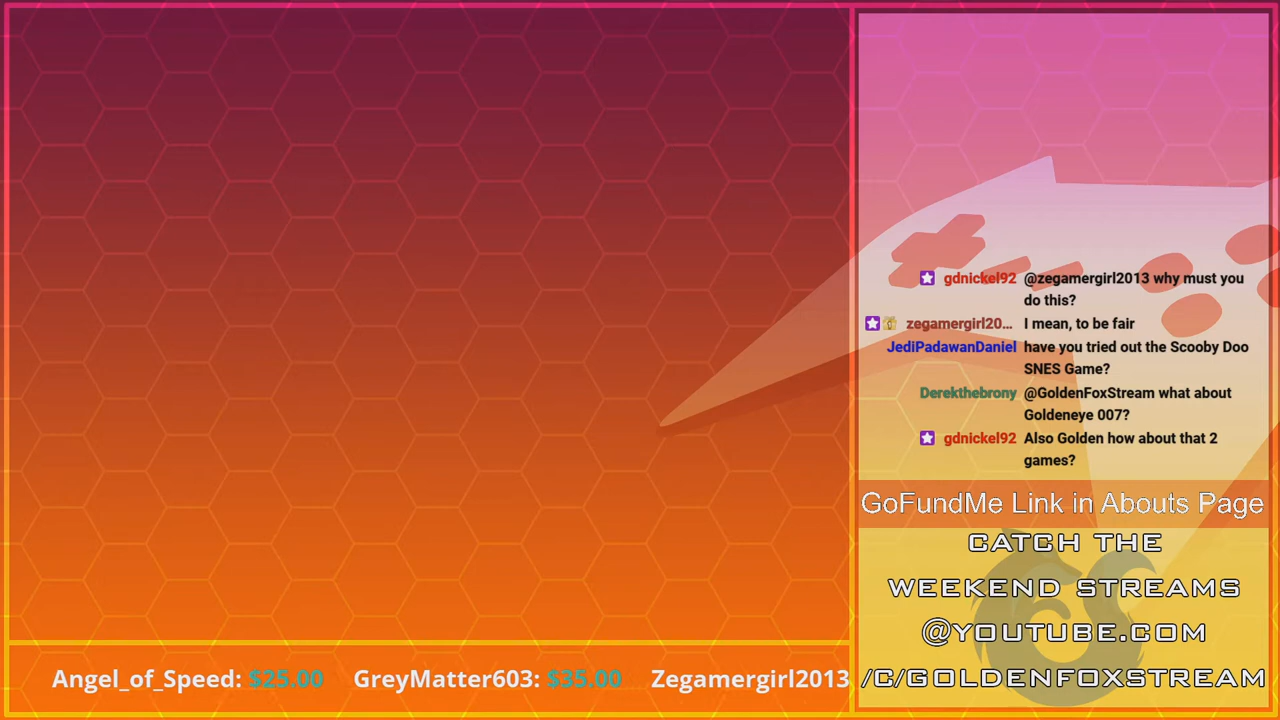 gdnickel92 @zegamergirl2013 why must you
do this?
zegamergirl20... I mean, to be fair
JediPadawanDaniel have you tried out the Scooby Doo
SNES Game?
Derekthebrony @GoldenFoxStream what about
Goldeneye 007?
gdnickel92 Also Golden how about that 2
games?
GoFundMe Link in Abouts Page
CATCH THE
WEEKEND STREAMS
@YOUTUBE.COM
/C/GOLDENFOXSTREAM
Angel_of_Speed: $25.00 GreyMatter603: $35.00 Zegamergirl2013